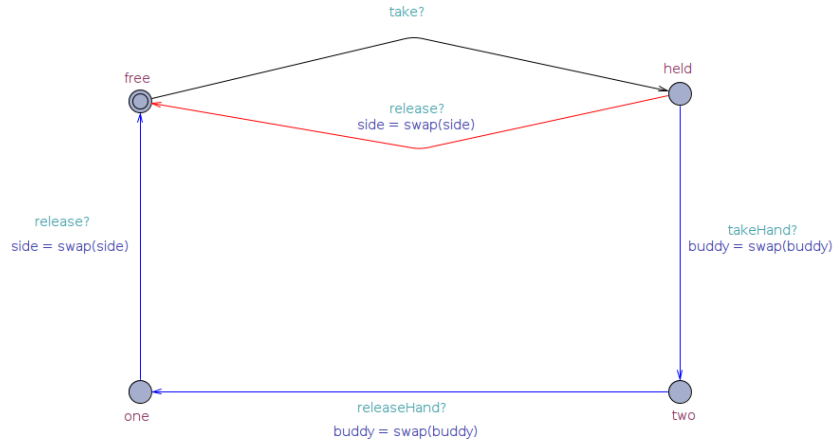 take?
free
held
release?
side = swap(side)
release?
side = swap(side)
takeHand?
buddy = swap(buddy)
one
releaseHand?
buddy = swap(buddy)
two